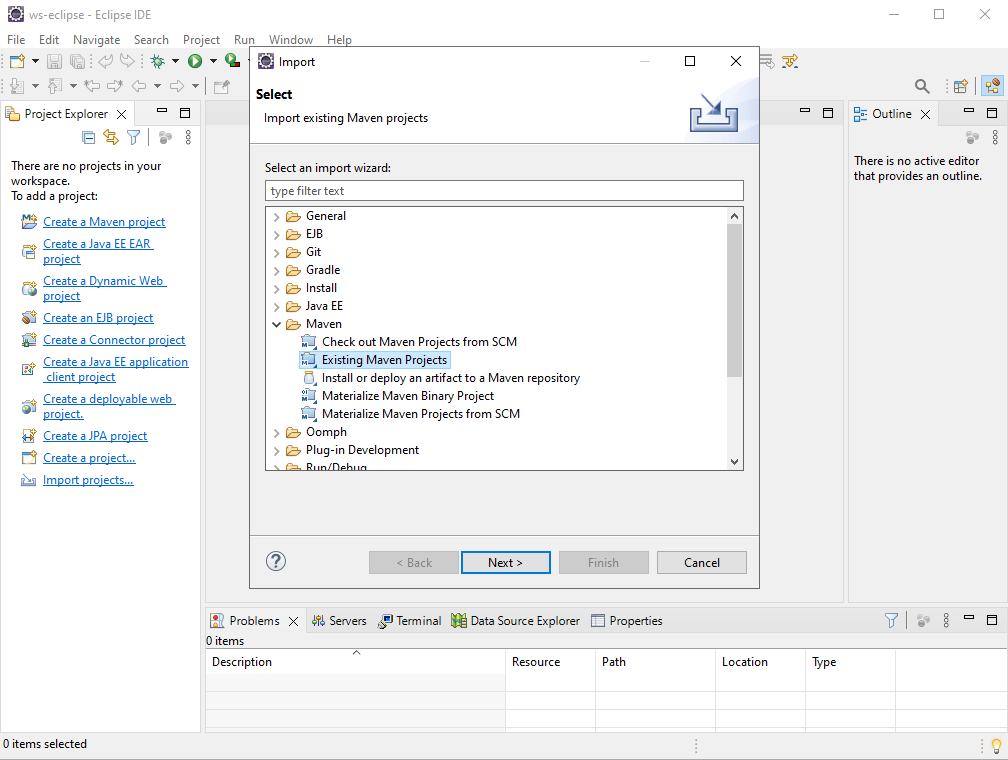 ws-eclipse - Eclipse IDE
File Edit Navigate Search Project Run Window Help
Project Explorer
There are no projects in your
workspace.
To add a project:
Create a Maven project
Create a Java EE EAR
project
Create a Dynamic Web
project
Create an EJB project
Create a Connector project
Create a Java EE application
client project
Create a deployable web
project.
Create a JPA project
Create a project...
Import projects...
Import
Select
Import existing Maven projects
Select an import wizard:
type filter text
General
EJB
Git
Gradle
Install
Java EE
Maven
Check out Maven Projects from SCM
Existing Maven Projects
Install or deploy an artifact to a Maven repository
Materialize Maven Binary Project
Materialize Maven Projects from SCM
Oomph
Plug-in Development
Run/Debug
< Back Next > Finish Cancel
Outline
There is no active editor
that provides an outline.
Problems Servers Terminal Data Source Explorer Properties
0 items
Description Resource Path Location Type
0 items selected